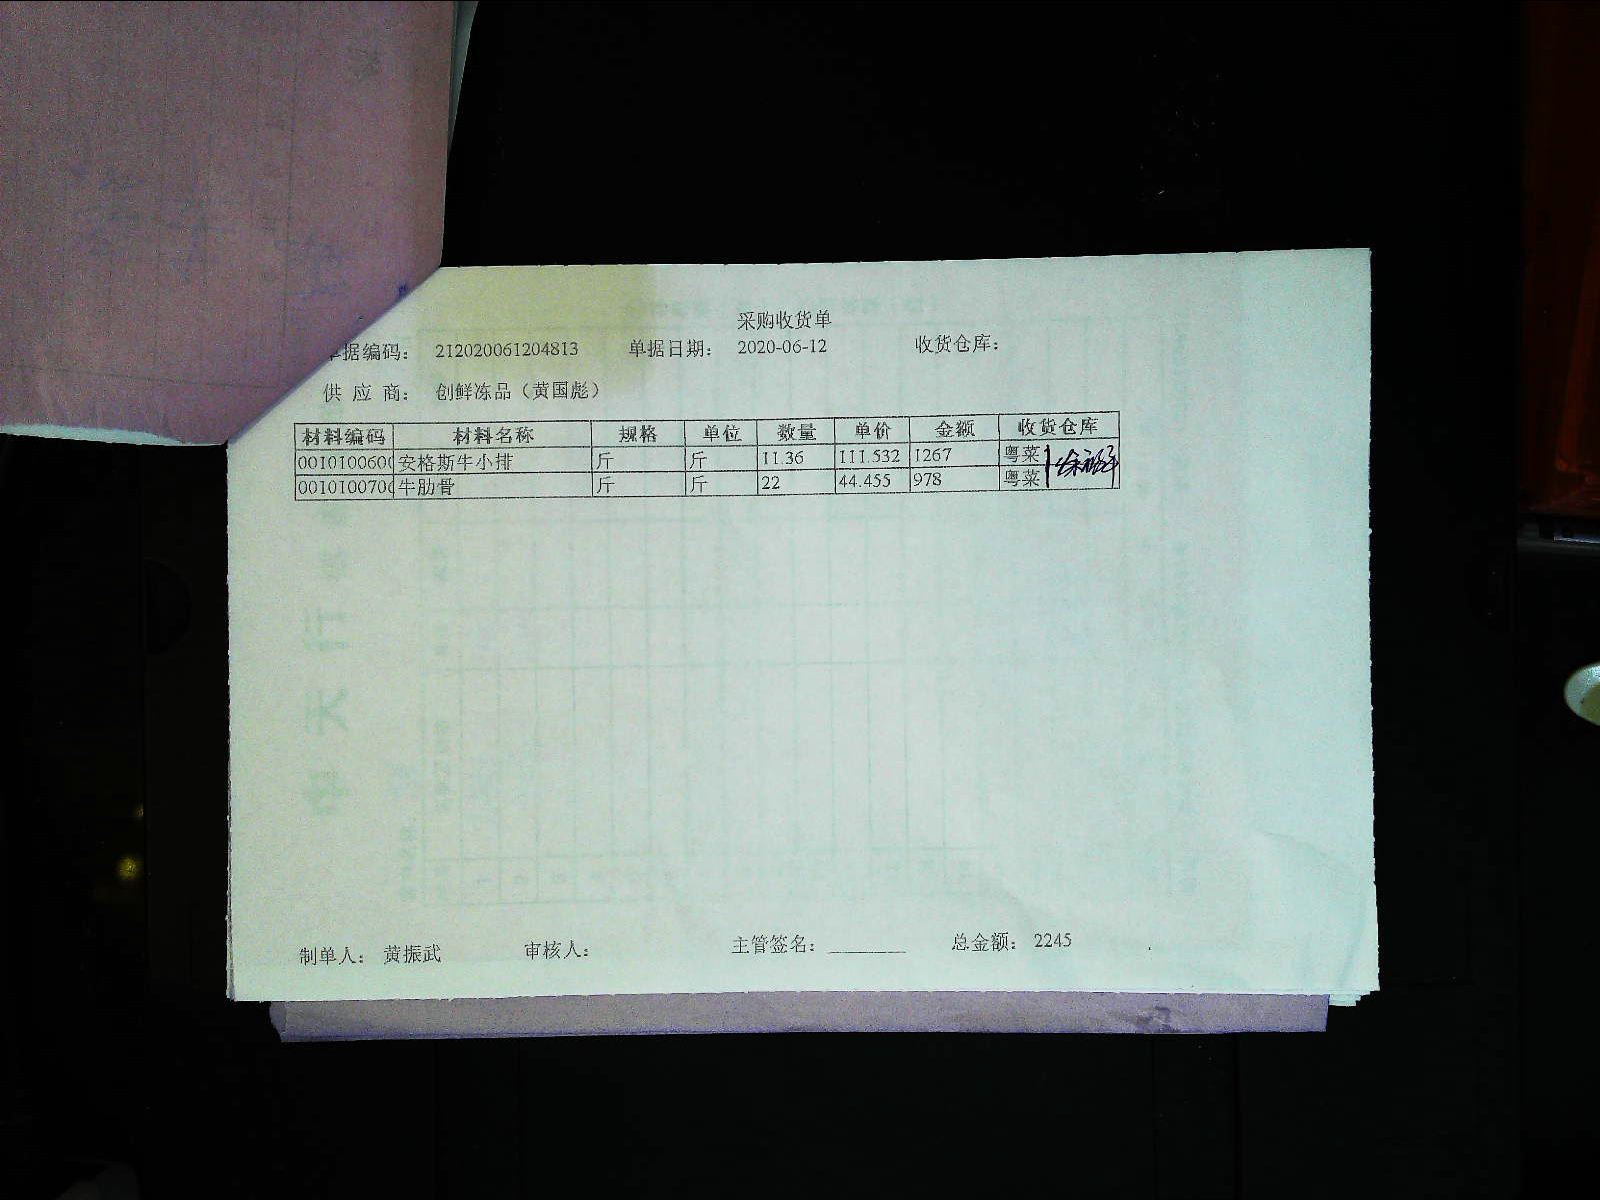 采购收货单
单据编码： 212020061204813 单据日期： 2020-06-12 收货仓库：
供 应 商： 创鲜冻品（黄国彪）
材料编码 材料名称 规格 单位 数量 单价 金额 收货仓库
0010100600 安格斯牛小排 斤 斤 11.36 111.532 1267 粤菜
0010100700 牛肋骨 斤 斤 22 44.455 978 粤菜
制单人： 黄振武 审核人： 主管签名： ________ 总金额： 2245